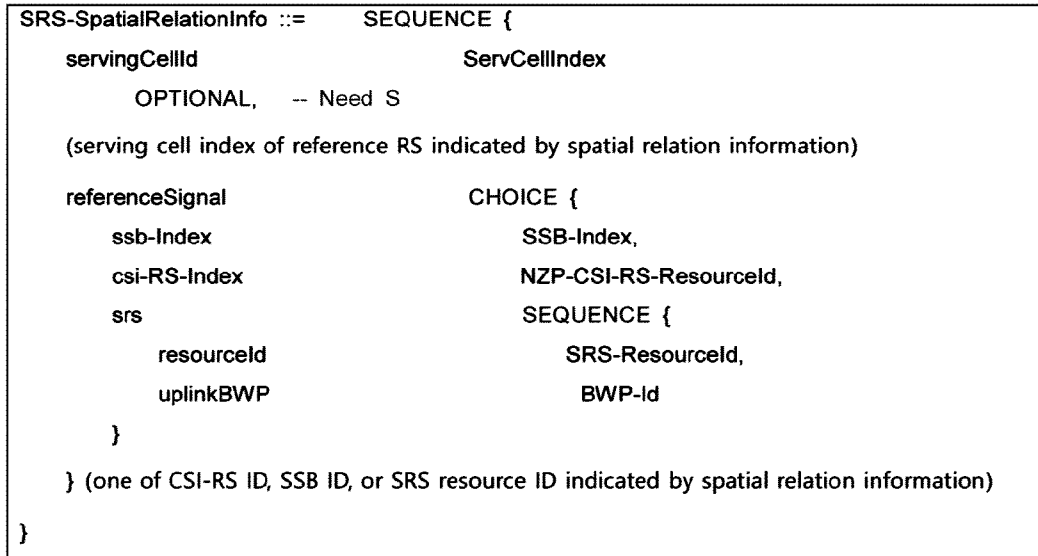 SRS-SpatialRelationInfo ::= SEQUENCE {
servingCellId ServCellIndex
OPTIONAL, -- Need S
(serving cell index of reference RS indicated by spatial relation information)
referenceSignal CHOICE {
ssb-Index SSB-Index,
csi-RS-Index NZP-CSI-RS-ResourceId,
srs SEQUENCE {
resourceId SRS-ResourceId,
uplinkBWP BWP-Id
}
} (one of CSI-RS ID, SSB ID, or SRS resource ID indicated by spatial relation information)
}